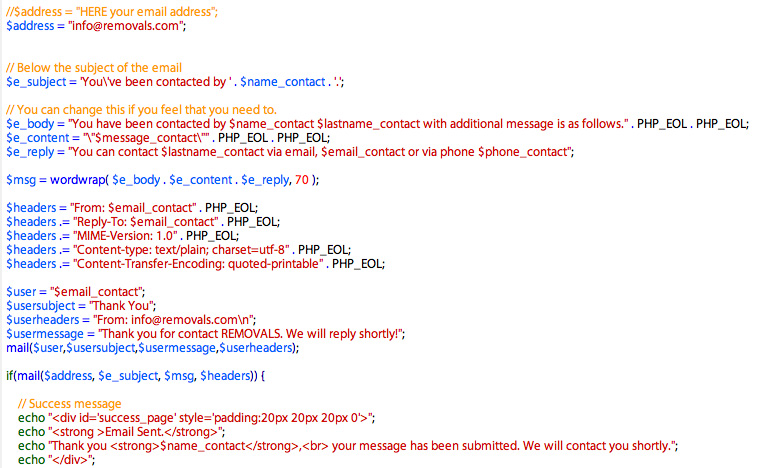 //$address = "HERE your email address";
$address = "info@removals.com";
// Below the subject of the email
$e_subject = 'You\'ve been contacted by ' . $name_contact . '.';
// You can change this if you feel that you need to.
$e_body = "You have been contacted by $name_contact $lastname_contact with additional message is as follows." . PHP_EOL . PHP_EOL;
$e_content = "\"$message_contact\"" . PHP_EOL . PHP_EOL;
$e_reply = "You can contact $lastname_contact via email, $email_contact or via phone $phone_contact";
$msg = wordwrap( $e_body . $e_content . $e_reply, 70 );
$headers = "From: $email_contact" . PHP_EOL;
$headers .= "Reply-To: $email_contact" . PHP_EOL;
$headers .= "MIME-Version: 1.0" . PHP_EOL;
$headers .= "Content-type: text/plain; charset=utf-8" . PHP_EOL;
$headers .= "Content-Transfer-Encoding: quoted-printable" . PHP_EOL;
$user = "$email_contact";
$usersubject = "Thank You";
$userheaders = "From: info@removals.com\n";
$usermessage = "Thank you for contact REMOVALS. We will reply shortly!";
mail($user,$usersubject,$usermessage,$userheaders);
if(mail($address, $e_subject, $msg, $headers)) {
// Success message
echo "<div id='success_page' style='padding:20px 20px 20px 0'>";
echo "<strong >Email Sent.</strong>";
echo "Thank you <strong>$name_contact</strong>,<br> your message has been submitted. We will contact you shortly.";
echo "</div>";